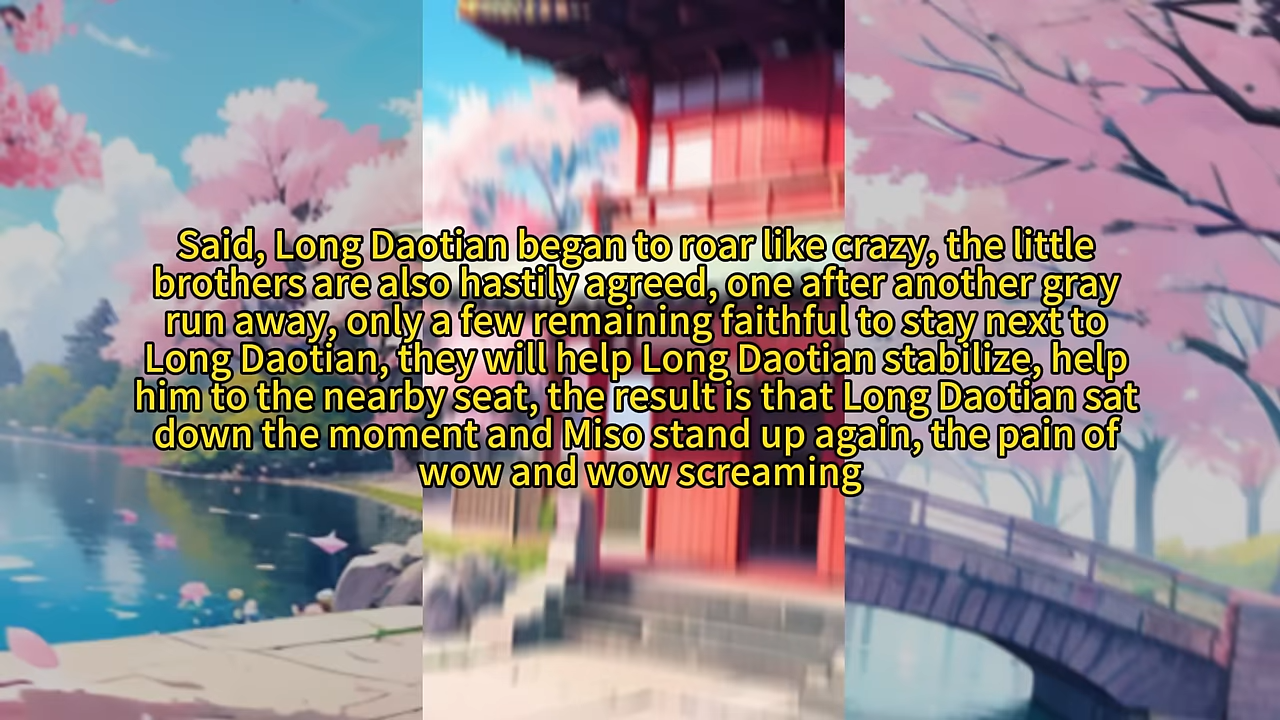 Said, Long Daotian began to roar like crazy, the little
brothers are also hastily agreed, one after another gray
run away, only a few remaining faithful to stay next to
Long Daotian, they will help Long Daotian stabilize, help
him to the nearby seat, the result is that Long Daotian sat
down the moment and Miso stand up again, the pain of
wow and wow screaming